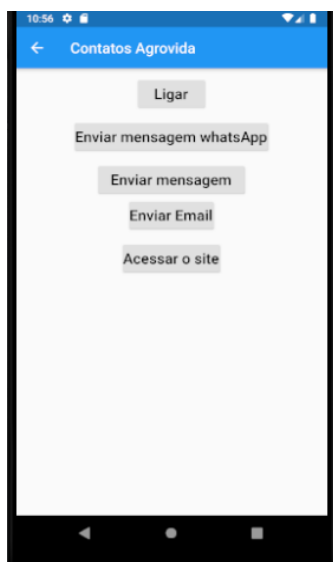 10:56
Contatos Agrovida
Ligar
Enviar mensagem whatsApp
Enviar mensagem
Enviar Email
Acessar o site